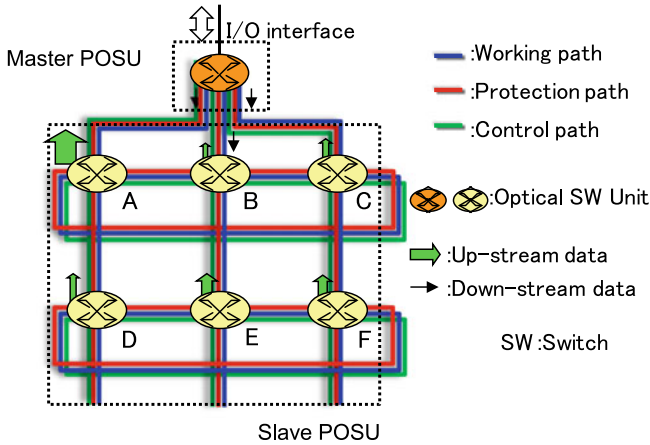 I/O interface
Master POSU
:Working path
:Protection path
:Control path
A
B
C
:Optical SW Unit
:Up-stream data
:Down-stream data
D
E
F
SW:Switch
Slave POSU